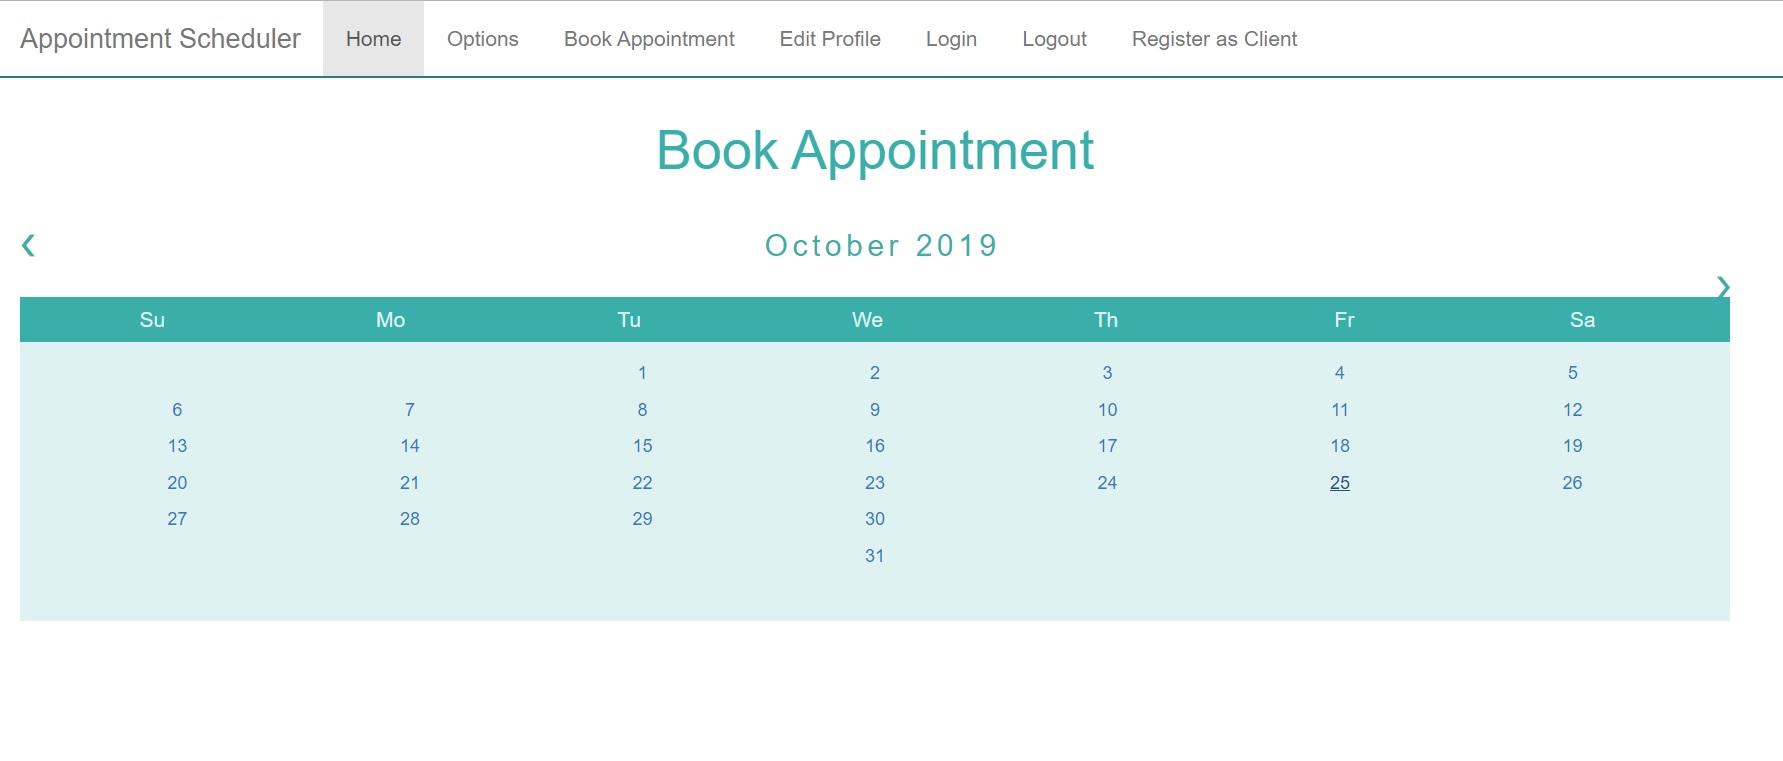 Appointment Scheduler Home Options Book Appointment Edit Profile Login Logout Register as Client
Book Appointment
❮ October 2019
❯
Su Mo Tu We Th Fr Sa
1 2 3 4 5
6 7 8 9 10 11 12
13 14 15 16 17 18 19
20 21 22 23 24 25 26
27 28 29 30
31